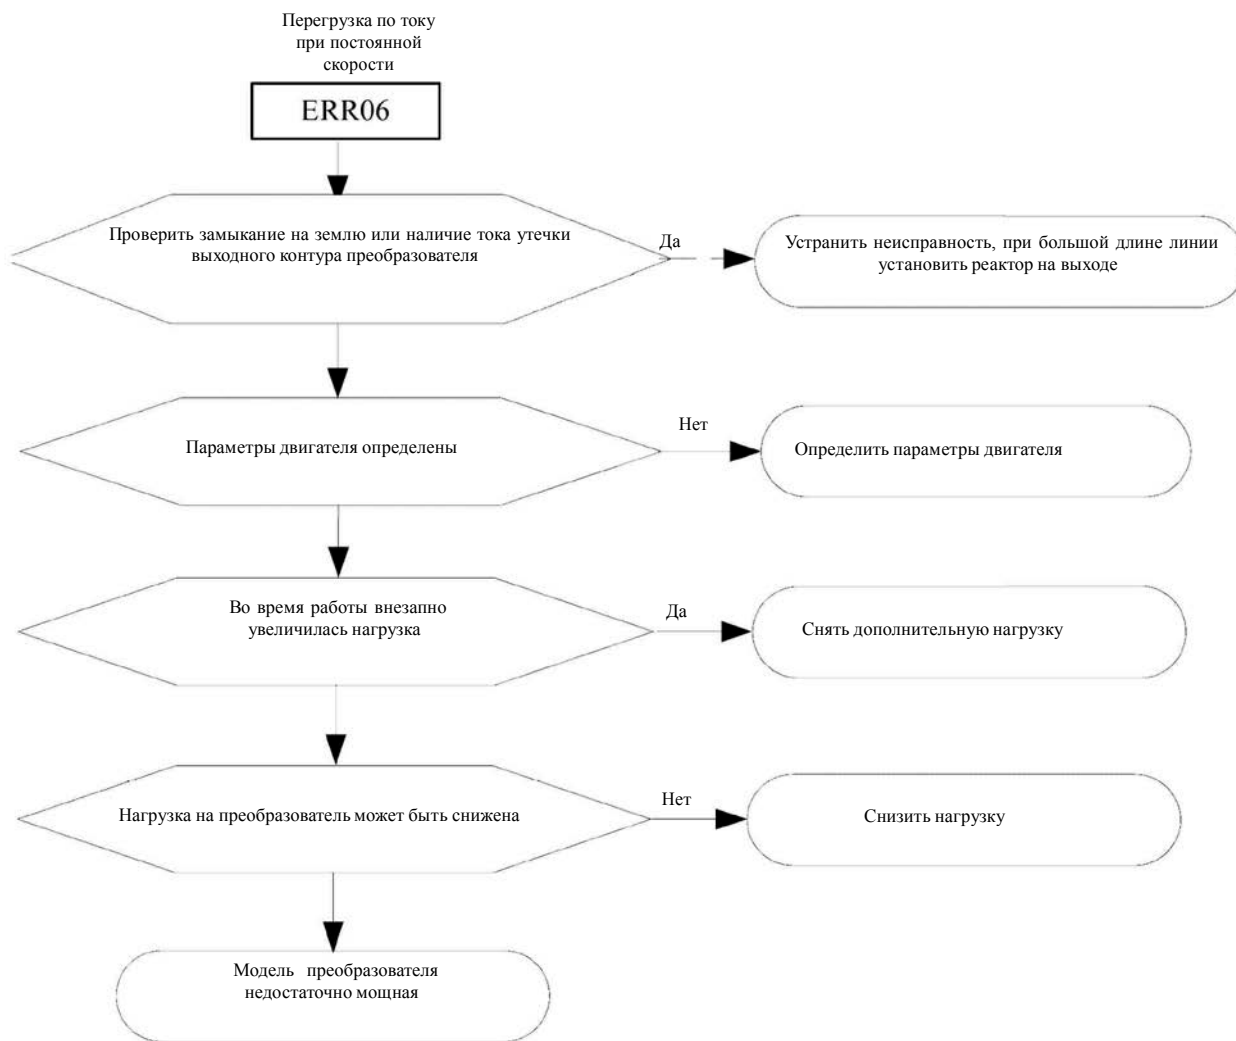 Перегрузка по току
при постоянной
скорости
ERR06
Проверить замыкание на землю или наличие тока утечки
выходного контура преобразователя
Да
Устранить неисправность, при большой длине линии
установить реактор на выходе
Параметры двигателя определены
Нет
Определить параметры двигателя
Во время работы внезапно
увеличилась нагрузка
Да
Снять дополнительную нагрузку
Нагрузка на преобразователь может быть снижена
Нет
Снизить нагрузку
Модель преобразователя
недостаточно мощная